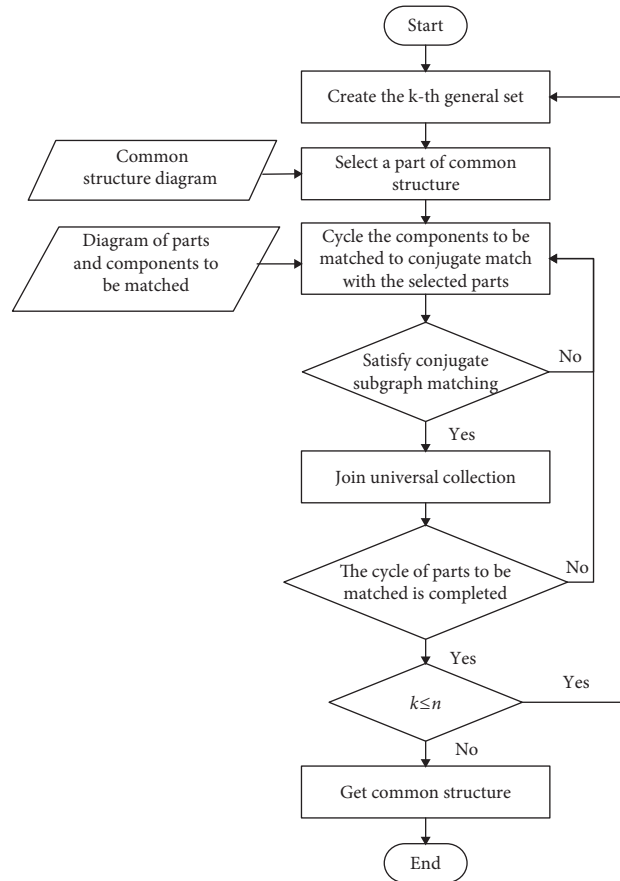 Start
Create the k-th general set
Common
structure diagram
Select a part of common
structure
Diagram of parts
and components to
be matched
Cycle the components to be
matched to conjugate match
with the selected parts
Satisfy conjugate
subgraph matching
No
Yes
Join universal collection
The cycle of parts to be
matched is completed
No
Yes
k≤n
Yes
No
Get common structure
End